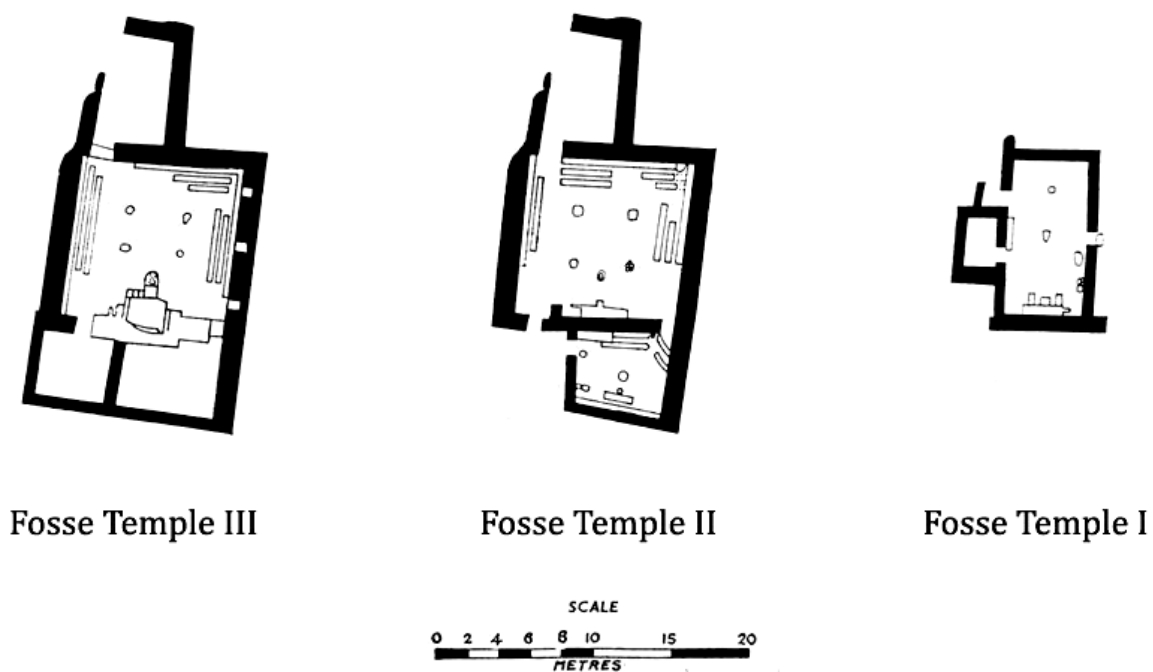 Fosse Temple III
Fosse Temple II
Fosse Temple I
SCALE
0 2 4 6 8 10 15 20
METRES